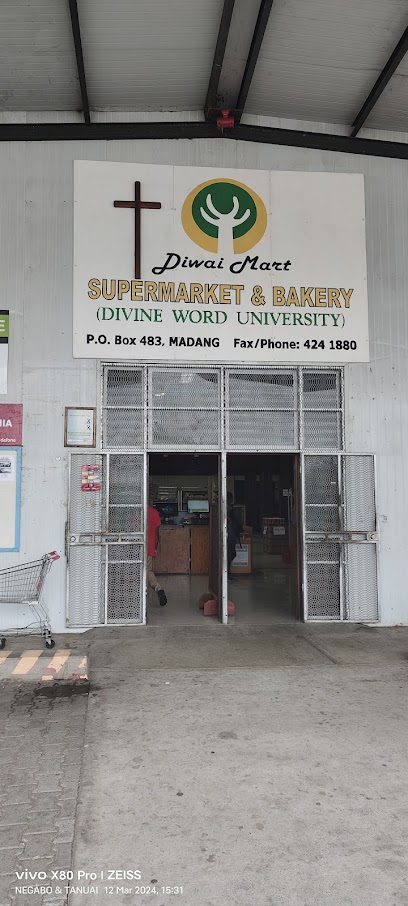 Diwai Mart
SUPERMARKET & BAKERY
(DIVINE WORD UNIVERSITY)
P.O. Box 483, MADANG Fax/Phone: 424 1880
vivo X80 Pro | ZEISS
NEGABO & TANUAI 12 Mar 2024, 15:31